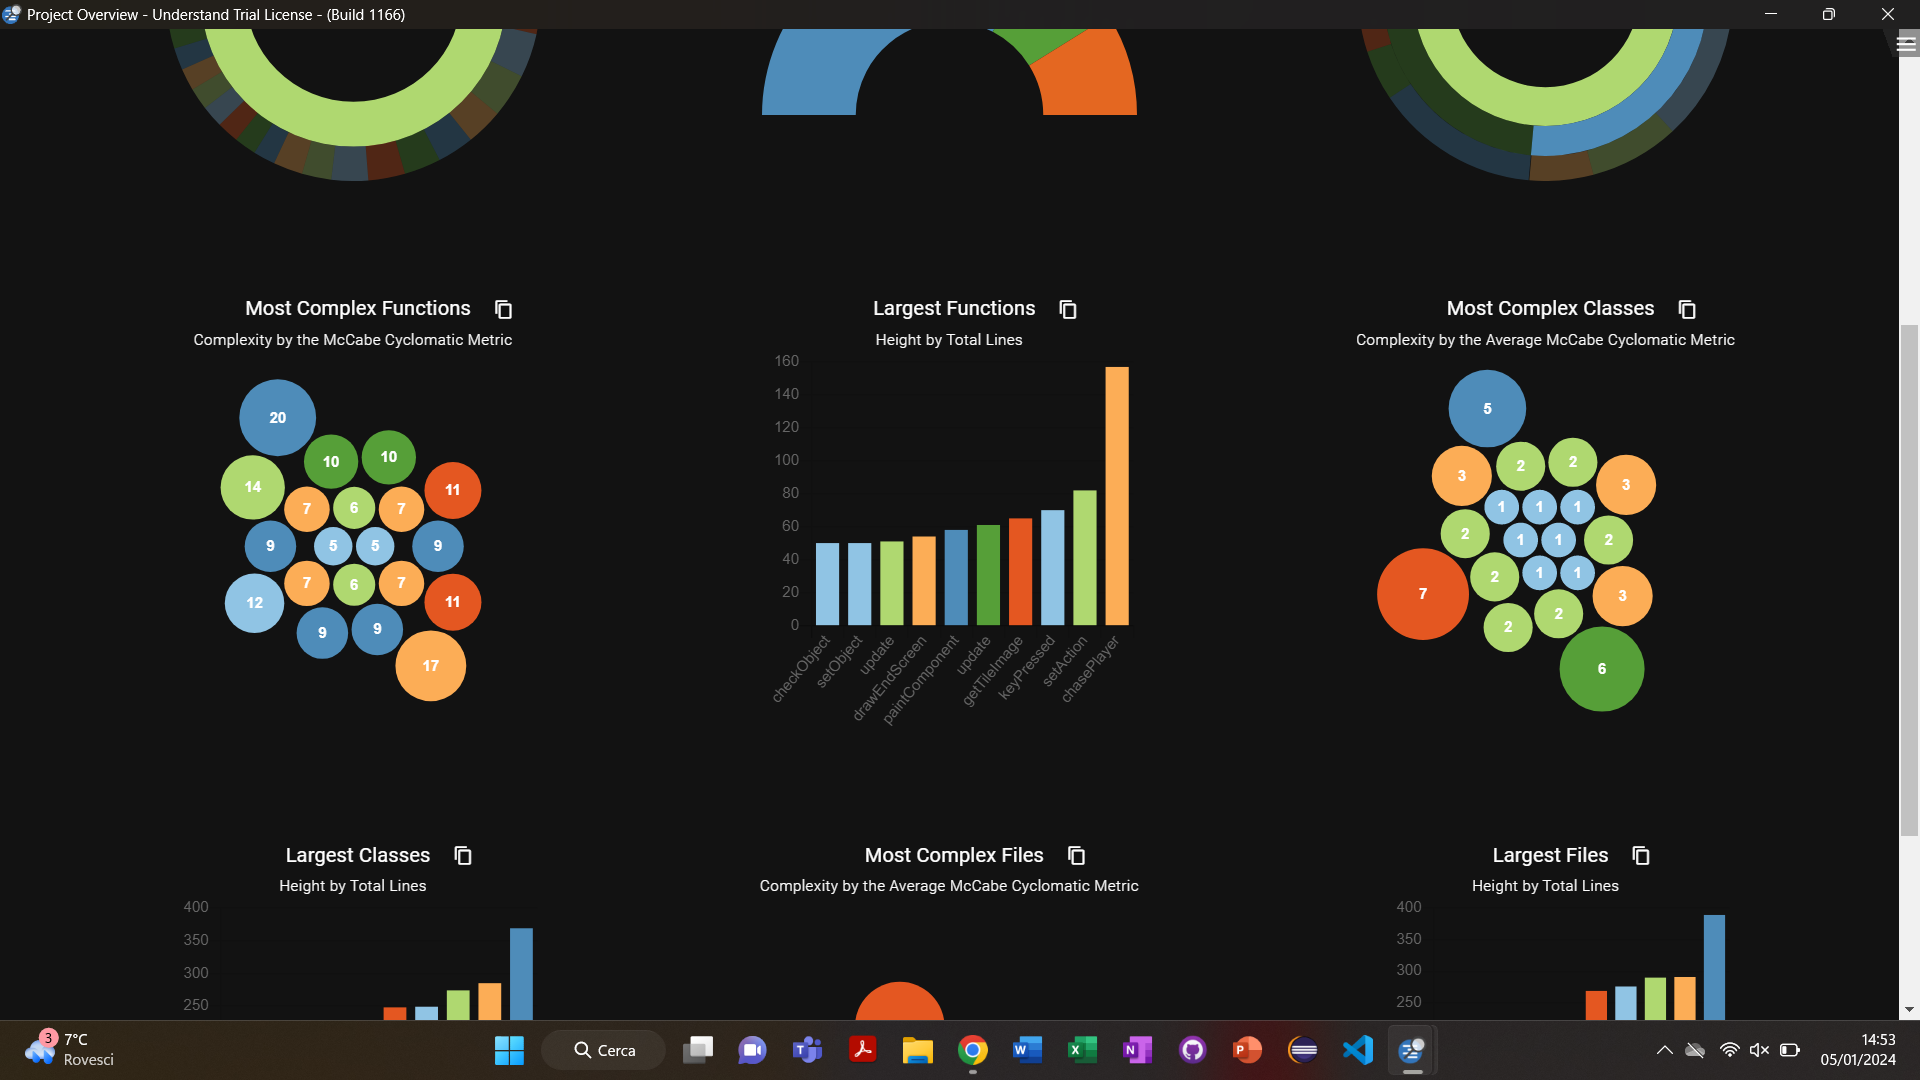 Project Overview - Understand Trial License - (Build 1166)
Most Complex Functions
Complexity by the McCabe Cyclomatic Metric
20
10
10
14
11
7
6
7
9
5
5
9
7
6
7
12
11
9
9
17
Largest Functions
Height by Total Lines
160
140
120
100
80
60
40
20
0
checkObject
setObject
update
drawEndScreen
paintComponent
update
getTileImage
keyPressed
setAction
chasePlayer
Most Complex Classes
Complexity by the Average McCabe Cyclomatic Metric
5
2
2
3
3
1
1
1
2
1
1
2
2
1
1
7
3
2
2
6
Largest Classes
Height by Total Lines
400
350
300
250
Most Complex Files
Complexity by the Average McCabe Cyclomatic Metric
Largest Files
Height by Total Lines
400
350
300
250
3
7°C
Rovesci
Cerca
14:53
05/01/2024